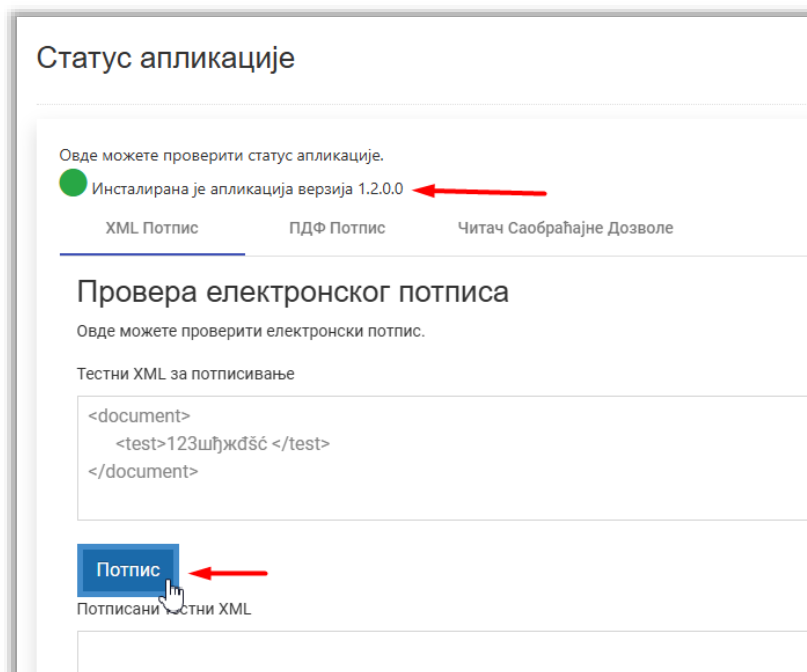 Статус апликације
Овде можете проверити статус апликације.
Инсталирана је апликација верзија 1.2.0.0
XML Потпис ПДФ Потпис Читач Саобраћајне Дозволе
Провера електронског потписа
Овде можете проверити електронски потпис.
Тестни XML за потписивање
<document>
<test>123шђжđšć </test>
</document>
Потпис
Потписани тестни XML